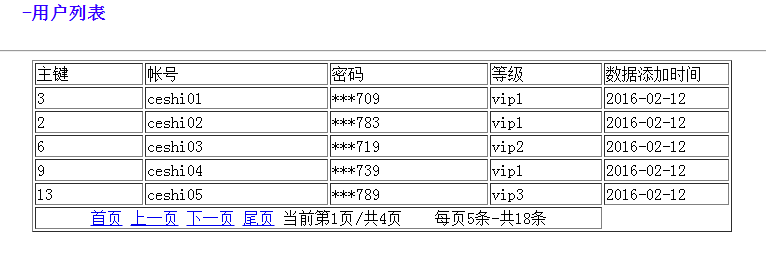 -用户列表
主键 帐号 密码 等级 数据添加时间
3 ceshi01 ***709 vip1 2016-02-12
2 ceshi02 ***783 vip1 2016-02-12
6 ceshi03 ***719 vip2 2016-02-12
9 ceshi04 ***739 vip1 2016-02-12
13 ceshi05 ***789 vip3 2016-02-12
首页 上一页 下一页 尾页 当前第1页/共4页 每页5条-共18条